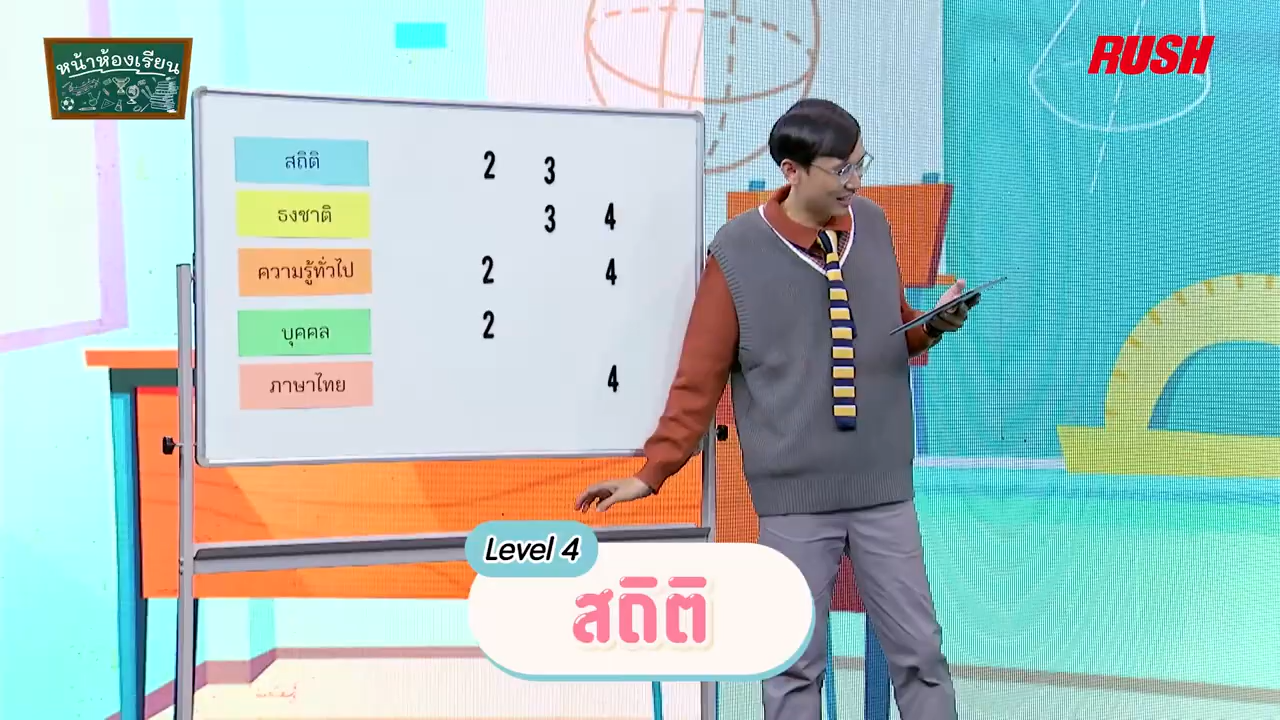 หน้าห้องเรียน
RUSH
สถิติ 2 3
ธงชาติ 3 4
ความรู้ทั่วไป 2 4
บุคคล 2
ภาษาไทย 4
Level 4
สถิติ